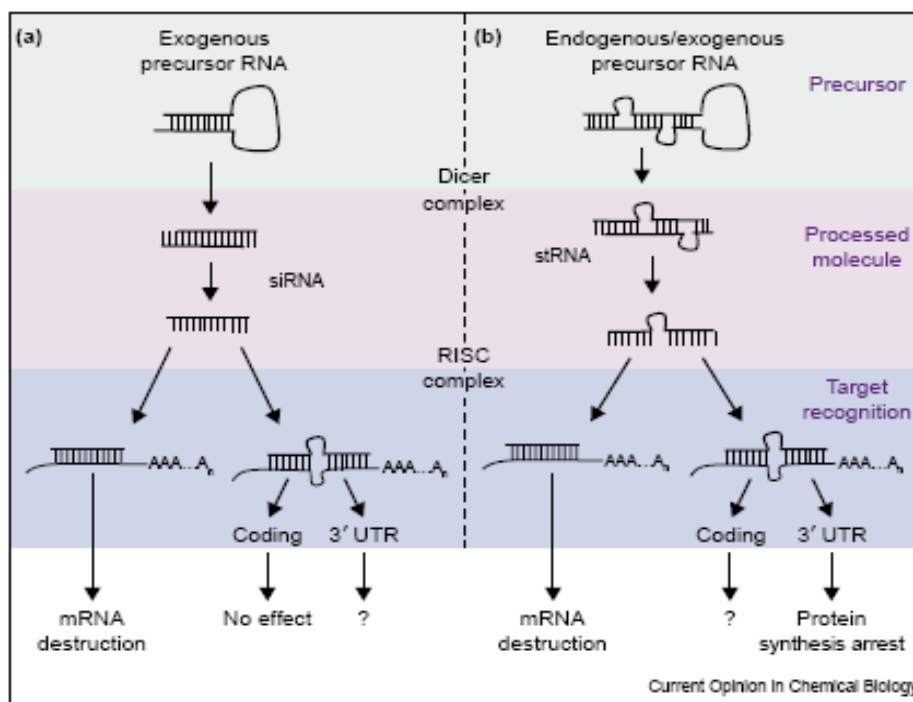 (a)
Exogenous
precursor RNA
(b)
Endogenous/exogenous
precursor RNA
Precursor
Dicer
complex
Processed
molecule
siRNA
stRNA
RISC
complex
Target
recognition
AAA...An
AAA...An
AAA...An
AAA...An
Coding 3′ UTR
Coding 3′ UTR
mRNA
destruction
No effect
?
mRNA
destruction
?
Protein
synthesis arrest
Current Opinion in Chemical Biology